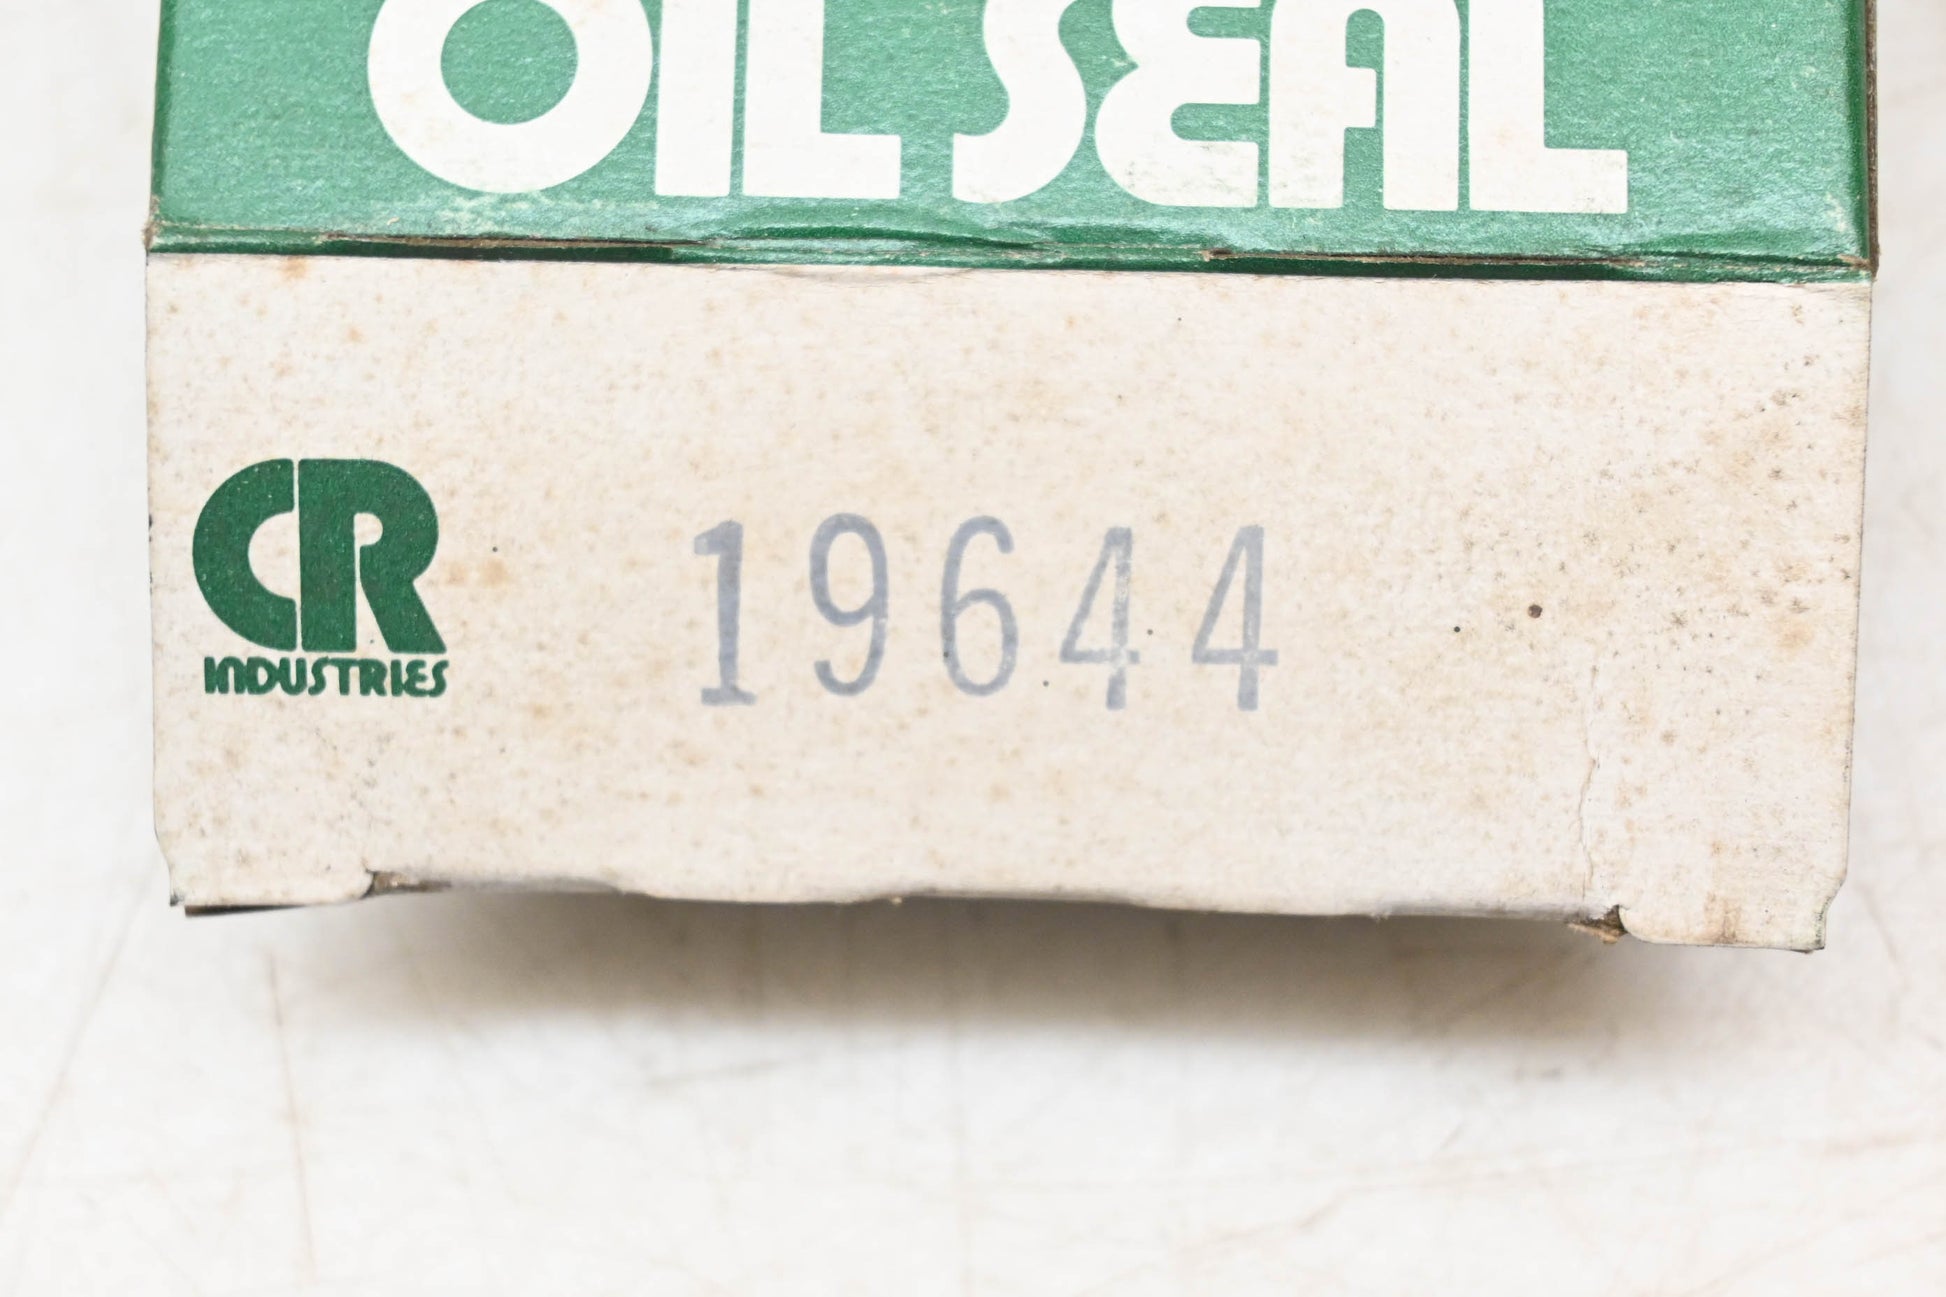 OIL SEAL
CR
INDUSTRIES
19644